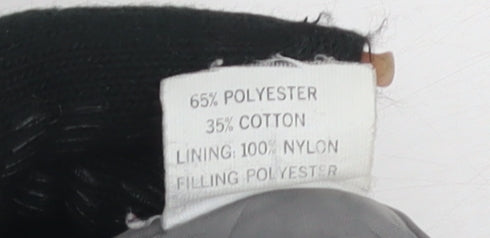 65% POLYESTER
35% COTTON
LINING: 100% NYLON
FILLING POLYESTER